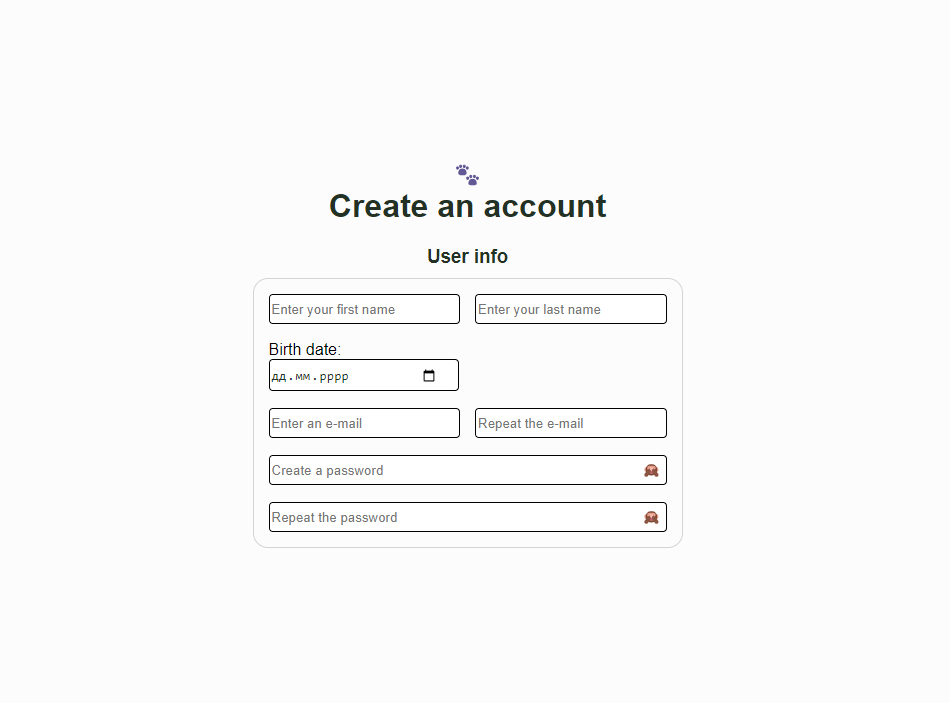 Create an account
User info
Enter your first name
Enter your last name
Birth date:
дд.мм.рррр
Enter an e-mail
Repeat the e-mail
Create a password
Repeat the password